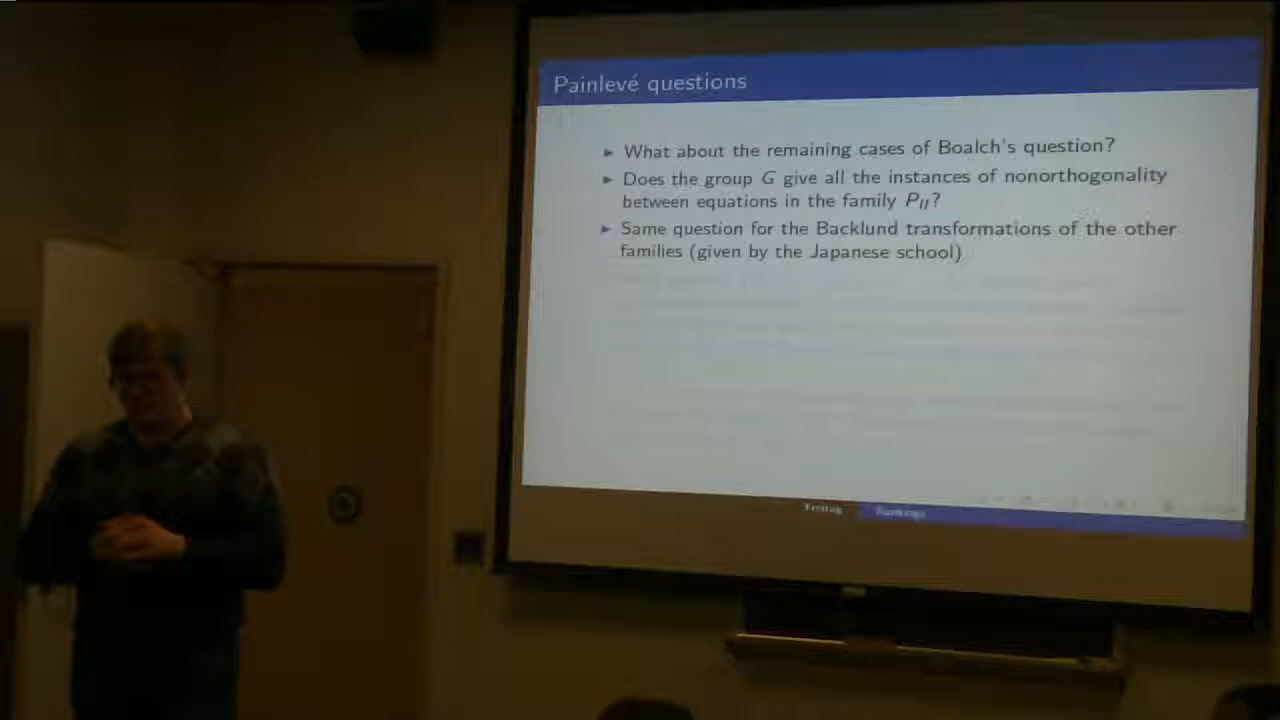 Painlevé questions
► What about the remaining cases of Boalch's question?
► Does the group G give all the instances of nonorthogonality
between equations in the family P_II?
► Same question for the Backlund transformations of the other
families (given by the Japanese school)
Freitag Rankings